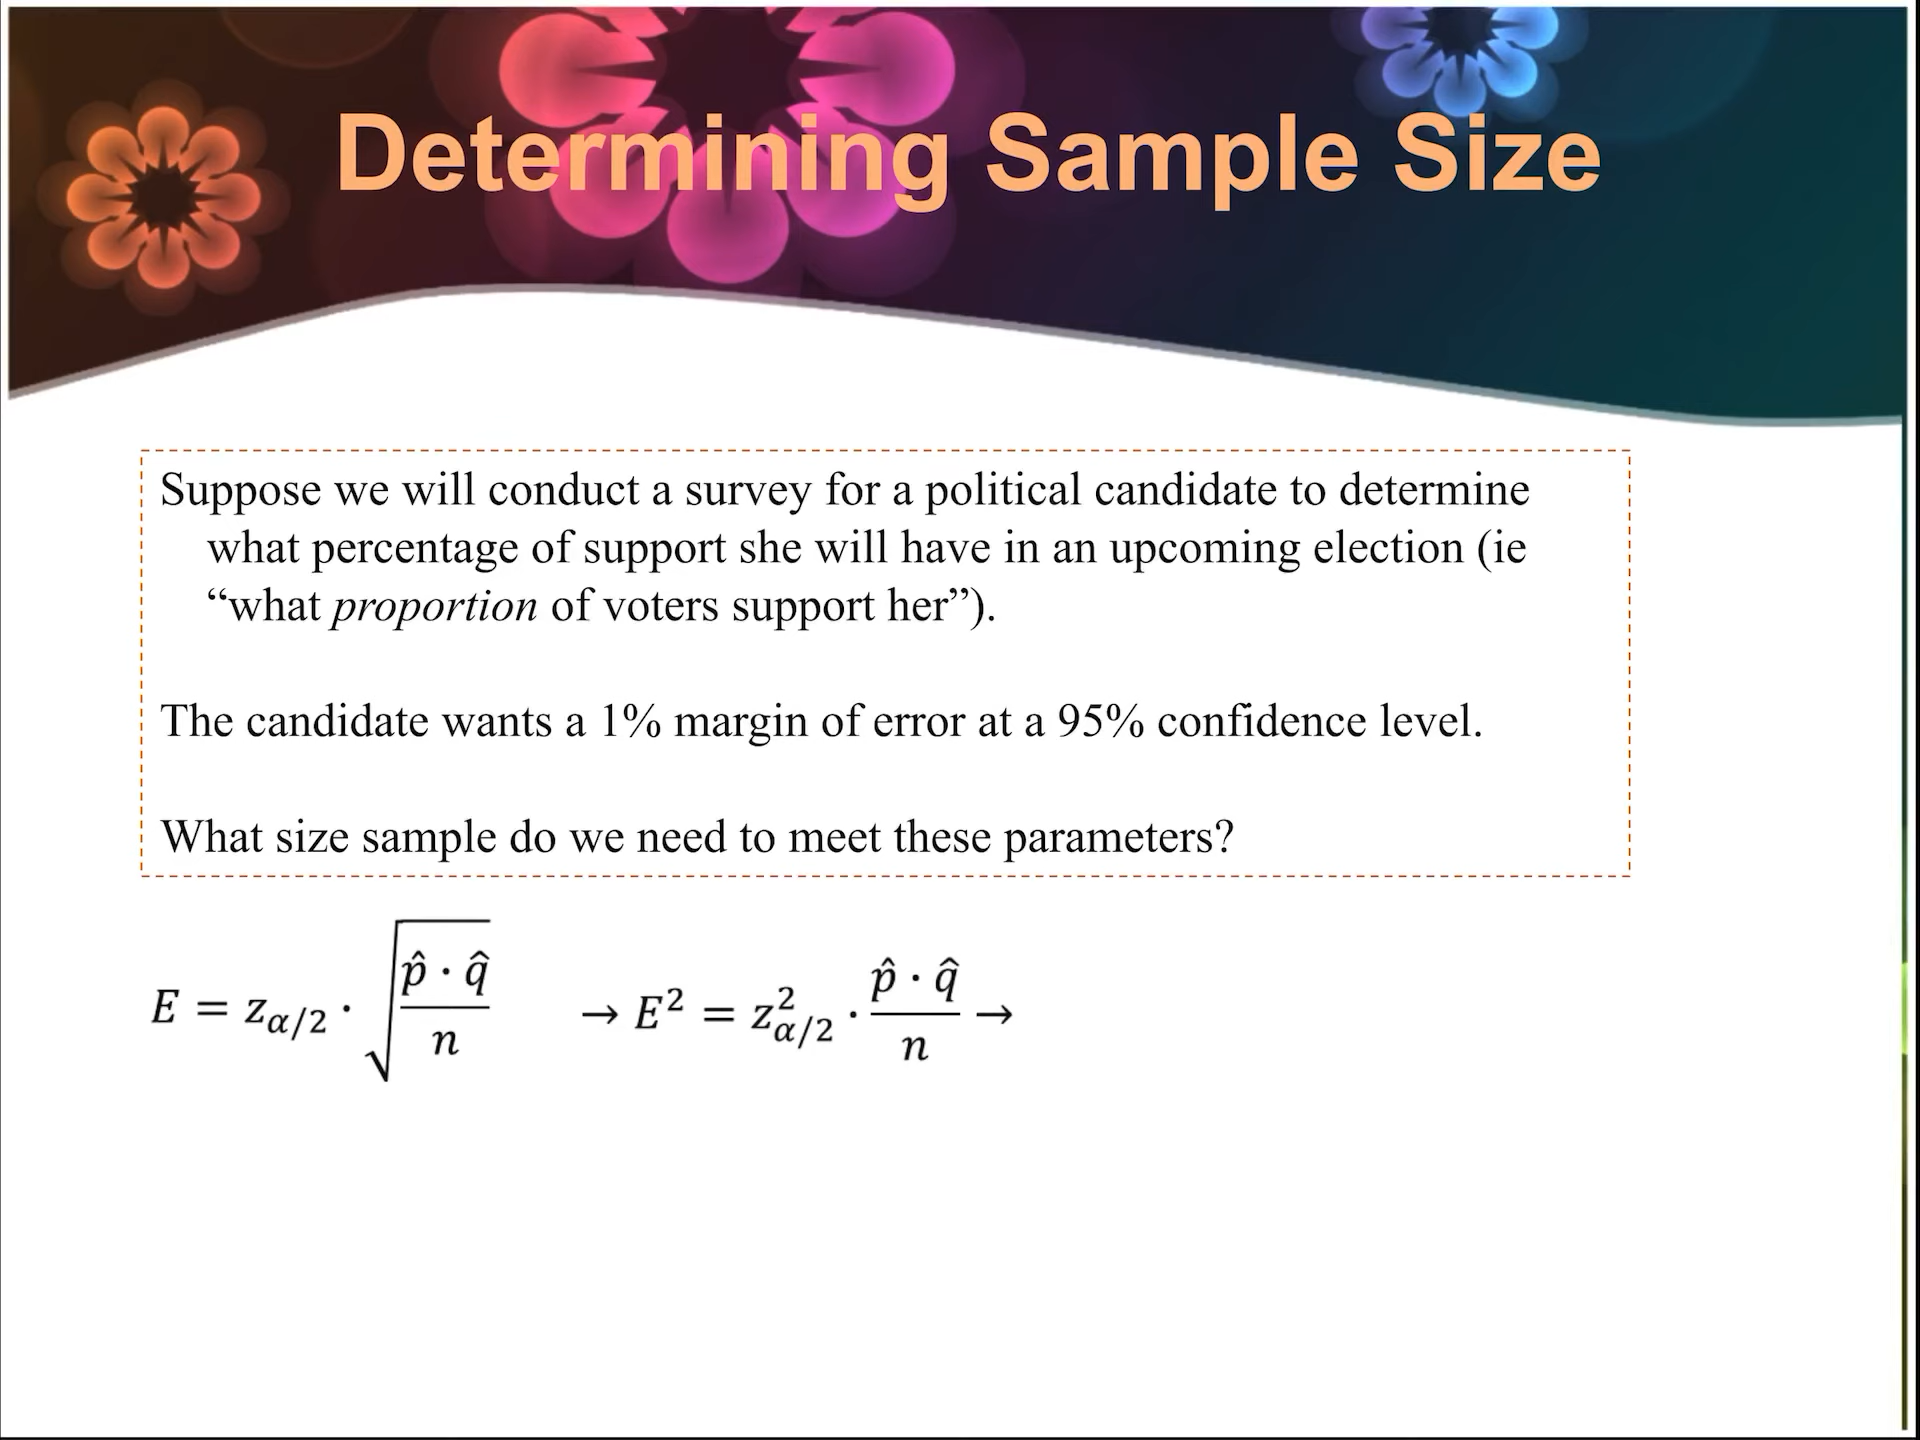 Determining Sample Size
Suppose we will conduct a survey for a political candidate to determine
what percentage of support she will have in an upcoming election (ie
“what proportion of voters support her”).
The candidate wants a 1% margin of error at a 95% confidence level.
What size sample do we need to meet these parameters?
E = z_{α/2} · √(p̂ · q̂ / n) → E² = z²_{α/2} · p̂ · q̂ / n →